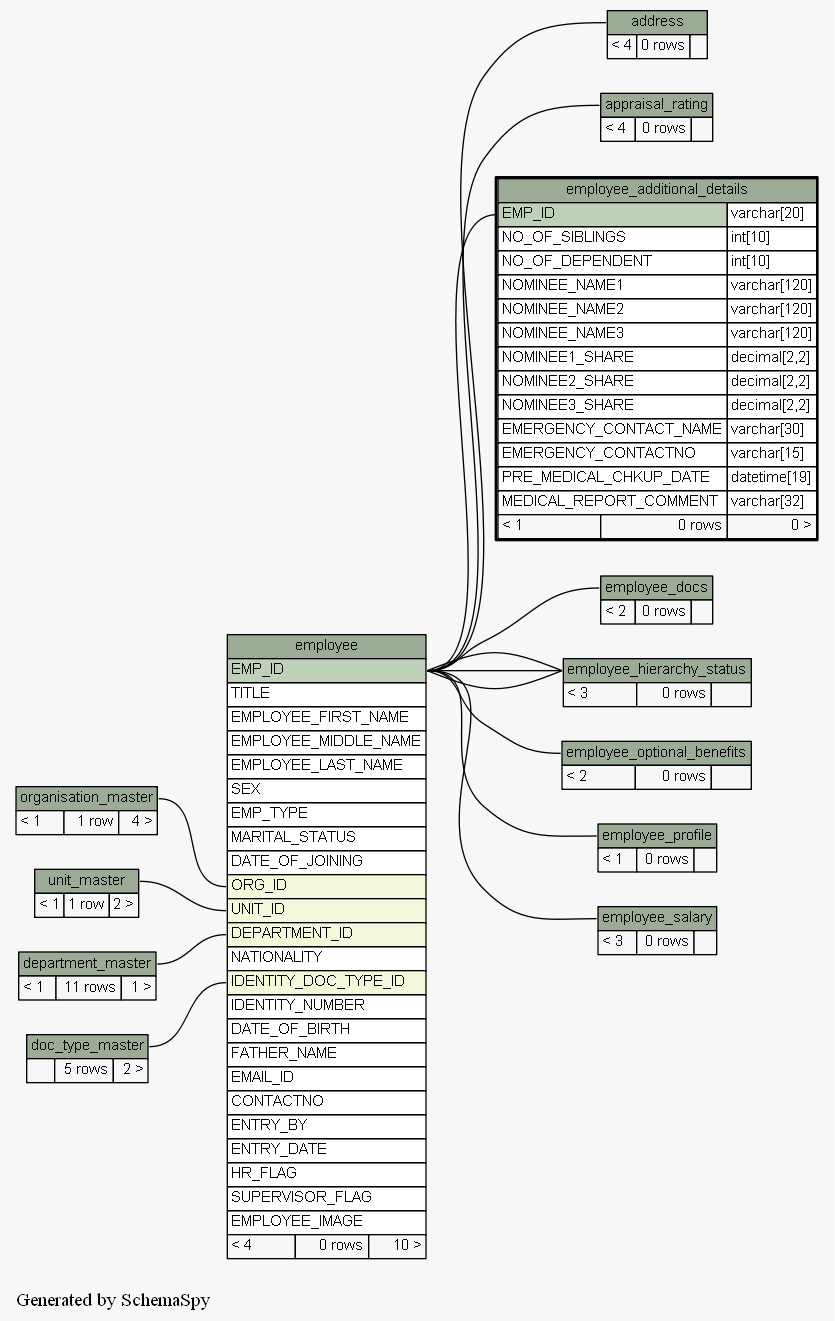 address
< 4 0 rows
appraisal_rating
< 4 0 rows
employee_additional_details
EMP_ID varchar[20]
NO_OF_SIBLINGS int[10]
NO_OF_DEPENDENT int[10]
NOMINEE_NAME1 varchar[120]
NOMINEE_NAME2 varchar[120]
NOMINEE_NAME3 varchar[120]
NOMINEE1_SHARE decimal[2,2]
NOMINEE2_SHARE decimal[2,2]
NOMINEE3_SHARE decimal[2,2]
EMERGENCY_CONTACT_NAME varchar[30]
EMERGENCY_CONTACTNO varchar[15]
PRE_MEDICAL_CHKUP_DATE datetime[19]
MEDICAL_REPORT_COMMENT varchar[32]
< 1 0 rows 0 >
employee_docs
< 2 0 rows
employee_hierarchy_status
< 3 0 rows
employee_optional_benefits
< 2 0 rows
employee_profile
< 1 0 rows
employee_salary
< 3 0 rows
employee
EMP_ID
TITLE
EMPLOYEE_FIRST_NAME
EMPLOYEE_MIDDLE_NAME
EMPLOYEE_LAST_NAME
SEX
EMP_TYPE
MARITAL_STATUS
DATE_OF_JOINING
ORG_ID
UNIT_ID
DEPARTMENT_ID
NATIONALITY
IDENTITY_DOC_TYPE_ID
IDENTITY_NUMBER
DATE_OF_BIRTH
FATHER_NAME
EMAIL_ID
CONTACTNO
ENTRY_BY
ENTRY_DATE
HR_FLAG
SUPERVISOR_FLAG
EMPLOYEE_IMAGE
< 4 0 rows 10 >
organisation_master
< 1 1 row 4 >
unit_master
< 1 1 row 2 >
department_master
< 1 11 rows 1 >
doc_type_master
5 rows 2 >
Generated by SchemaSpy